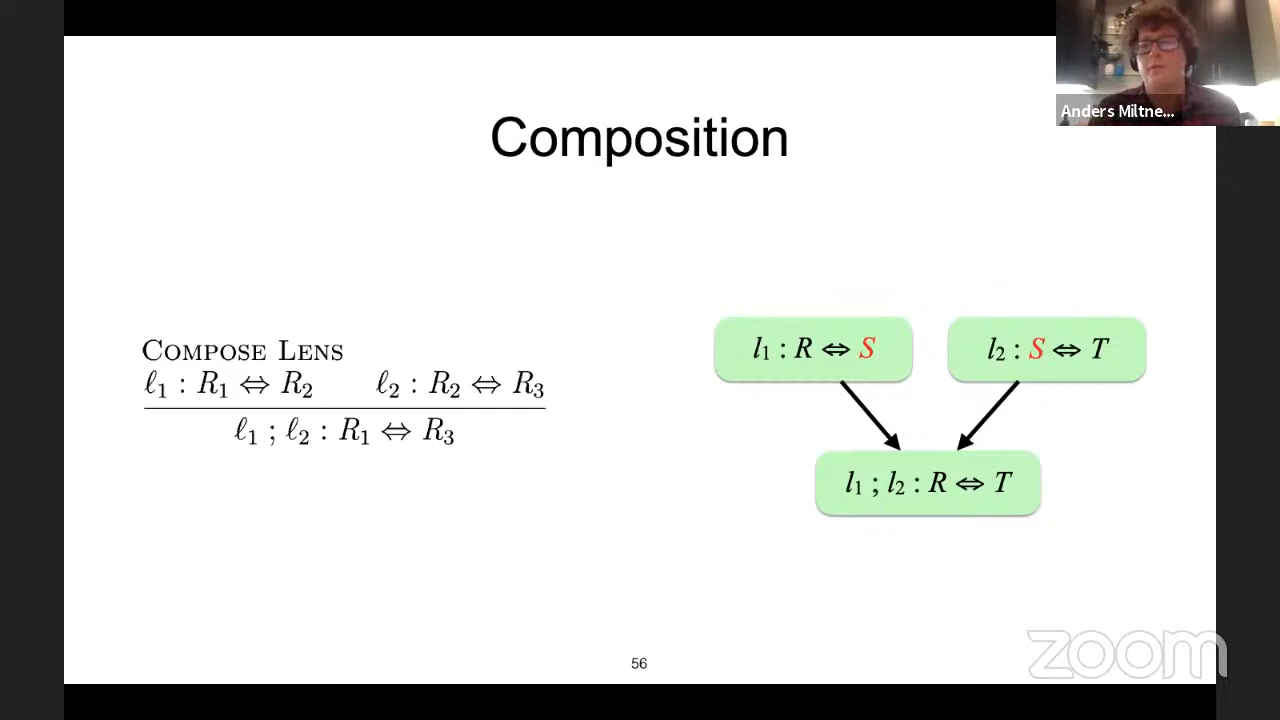 Anders Miltne...
Composition
COMPOSE LENS
ℓ₁ : R₁ ⇔ R₂    ℓ₂ : R₂ ⇔ R₃
ℓ₁ ; ℓ₂ : R₁ ⇔ R₃
l₁ : R ⇔ S
l₂ : S ⇔ T
l₁ ; l₂ : R ⇔ T
56
zoom